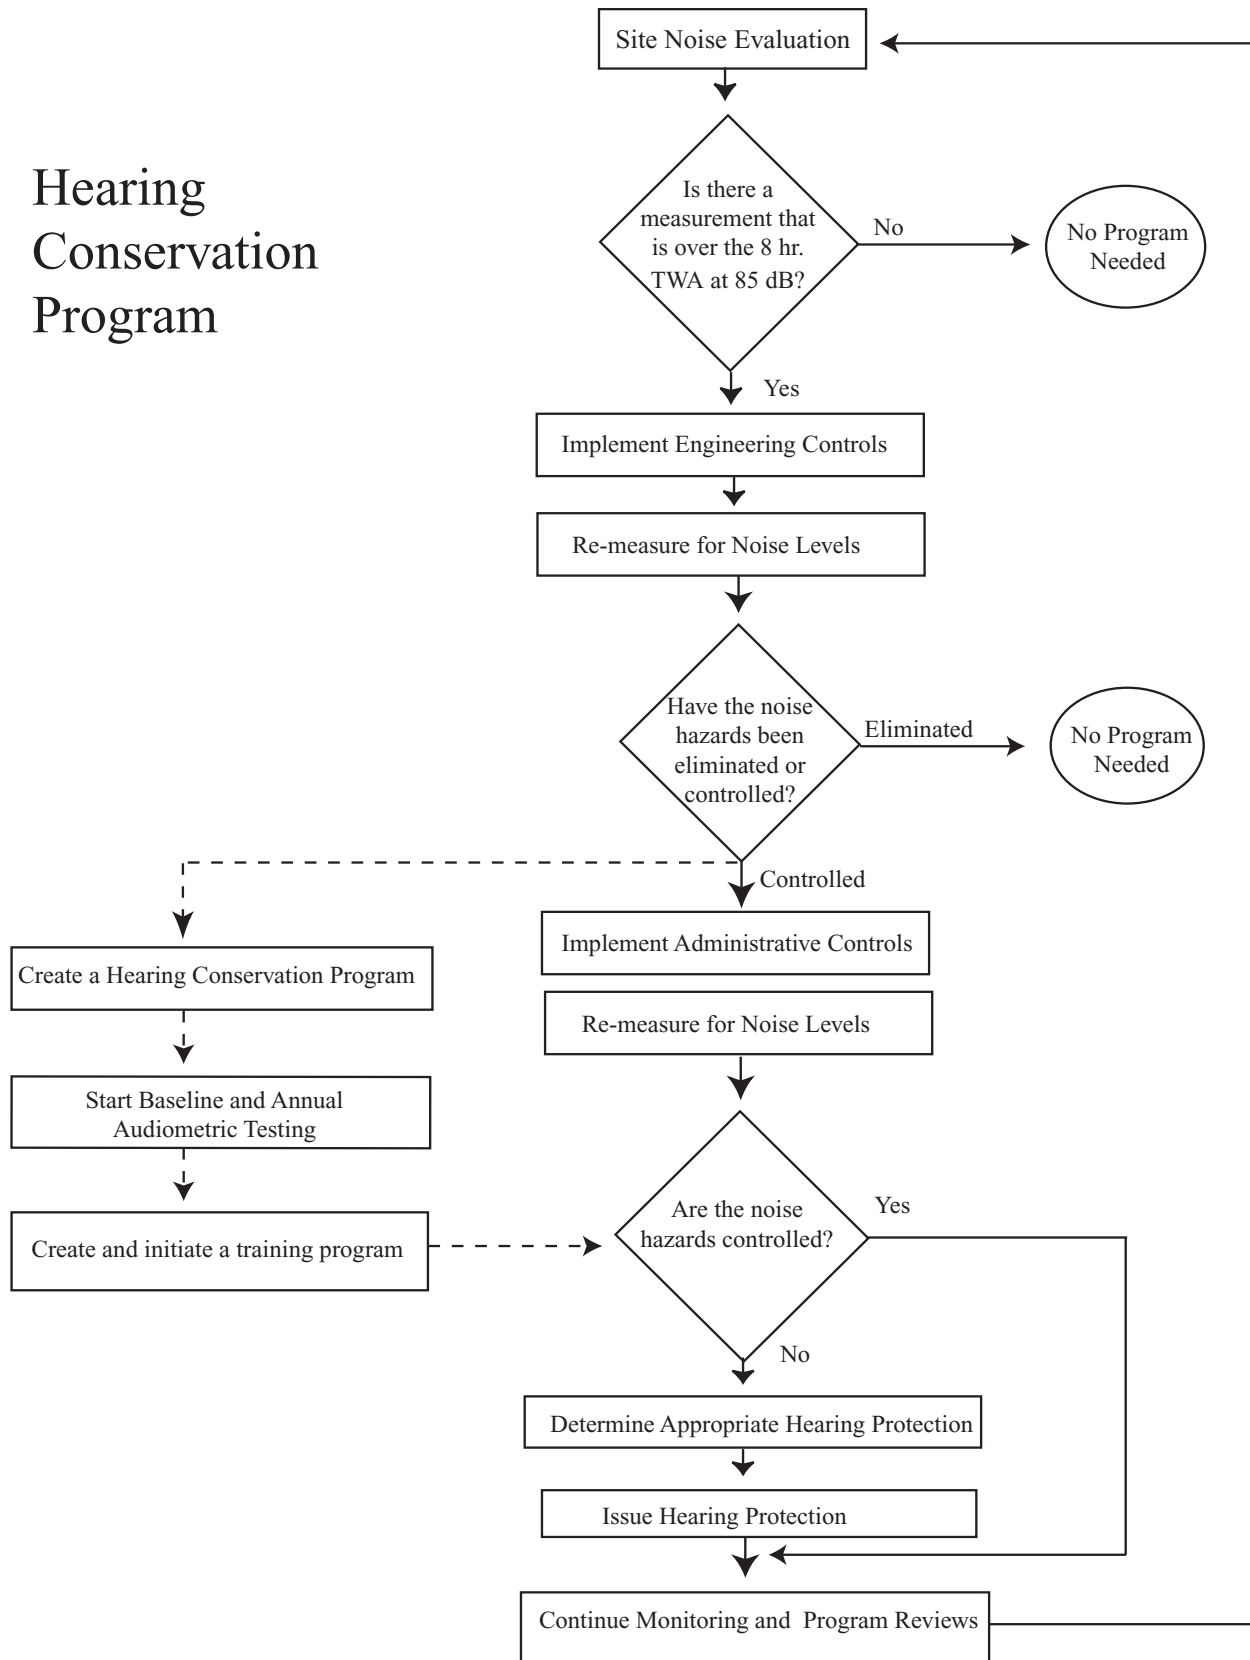 Hearing
Conservation
Program
Site Noise Evaluation
Is there a
measurement that
is over the 8 hr.
TWA at 85 dB?
No
No Program
Needed
Yes
Implement Engineering Controls
Re-measure for Noise Levels
Have the noise
hazards been
eliminated or
controlled?
Eliminated
No Program
Needed
Controlled
Implement Administrative Controls
Create a Hearing Conservation Program
Re-measure for Noise Levels
Start Baseline and Annual
Audiometric Testing
Create and initiate a training program
Are the noise
hazards controlled?
Yes
No
Determine Appropriate Hearing Protection
Issue Hearing Protection
Continue Monitoring and  Program Reviews